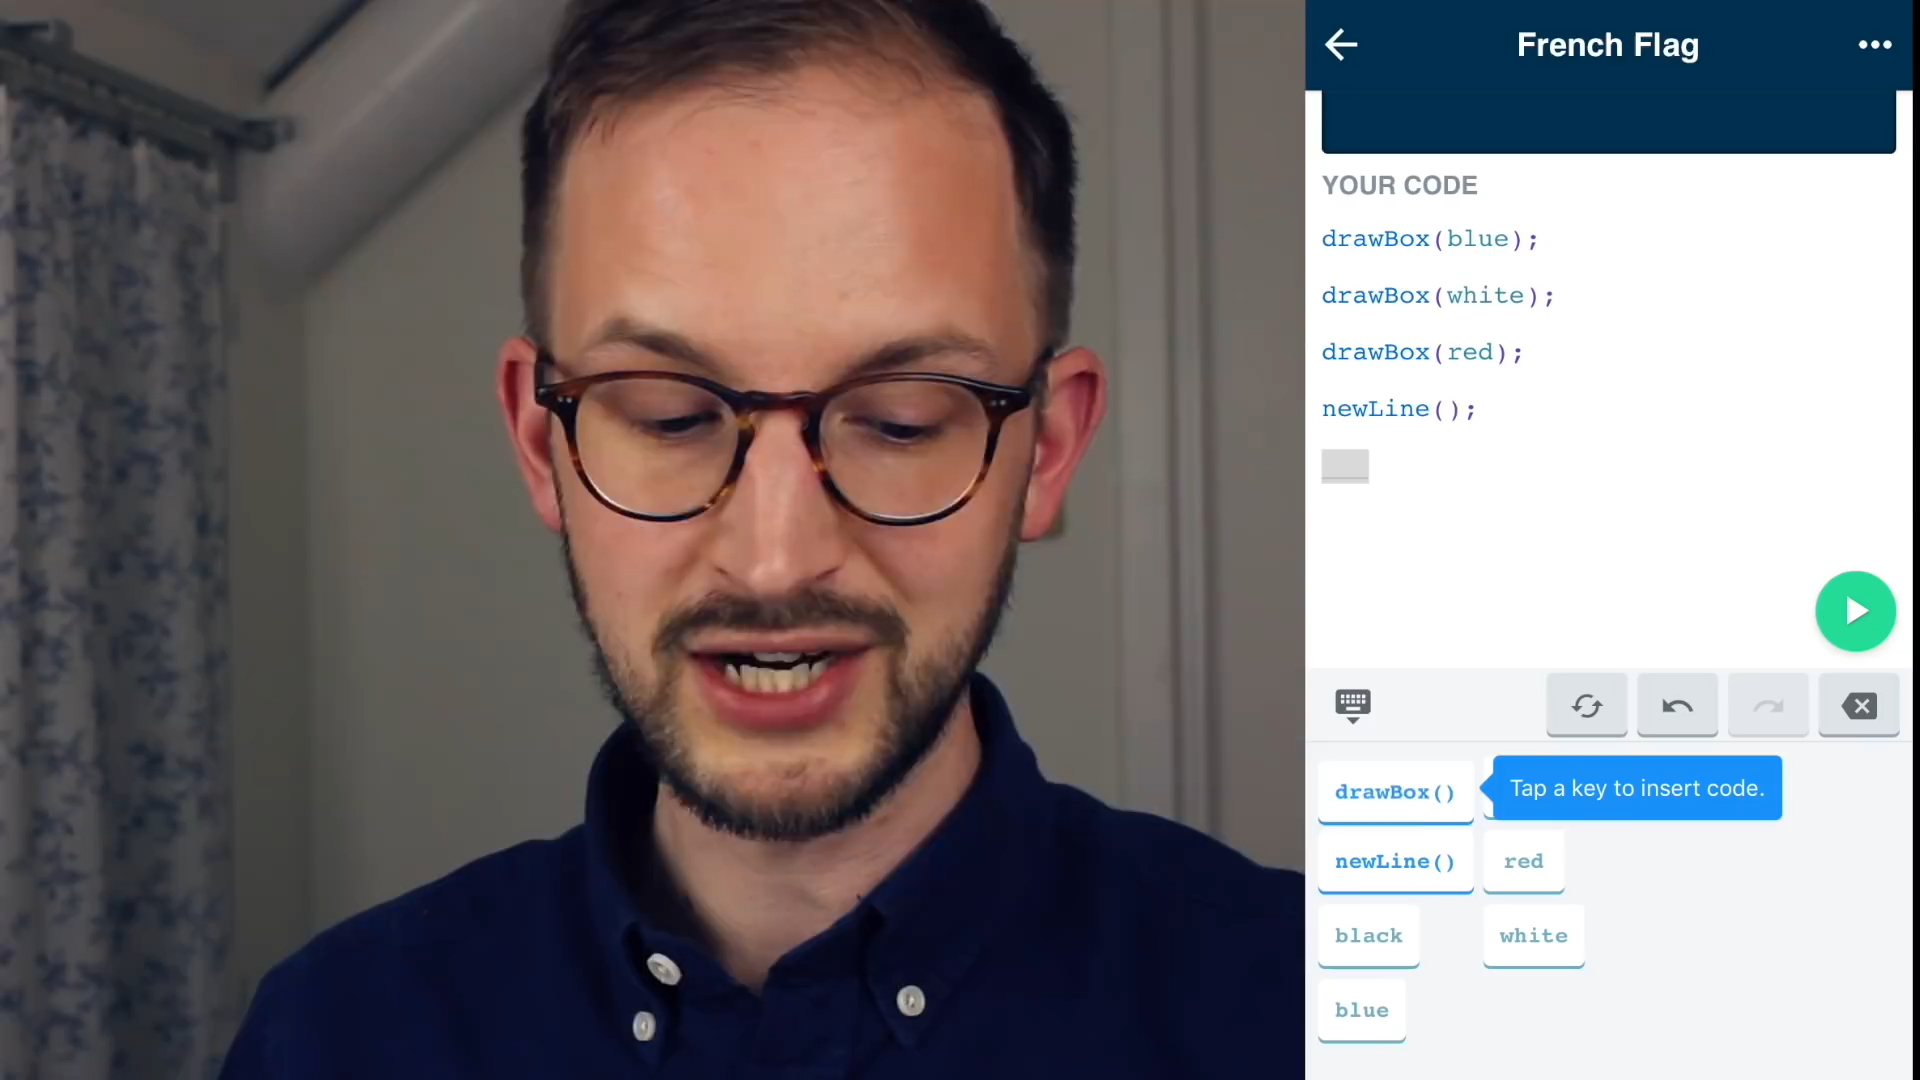 French Flag
YOUR CODE
drawBox(blue);
drawBox(white);
drawBox(red);
newLine();
drawBox()
Tap a key to insert code.
newLine()
red
black
white
blue